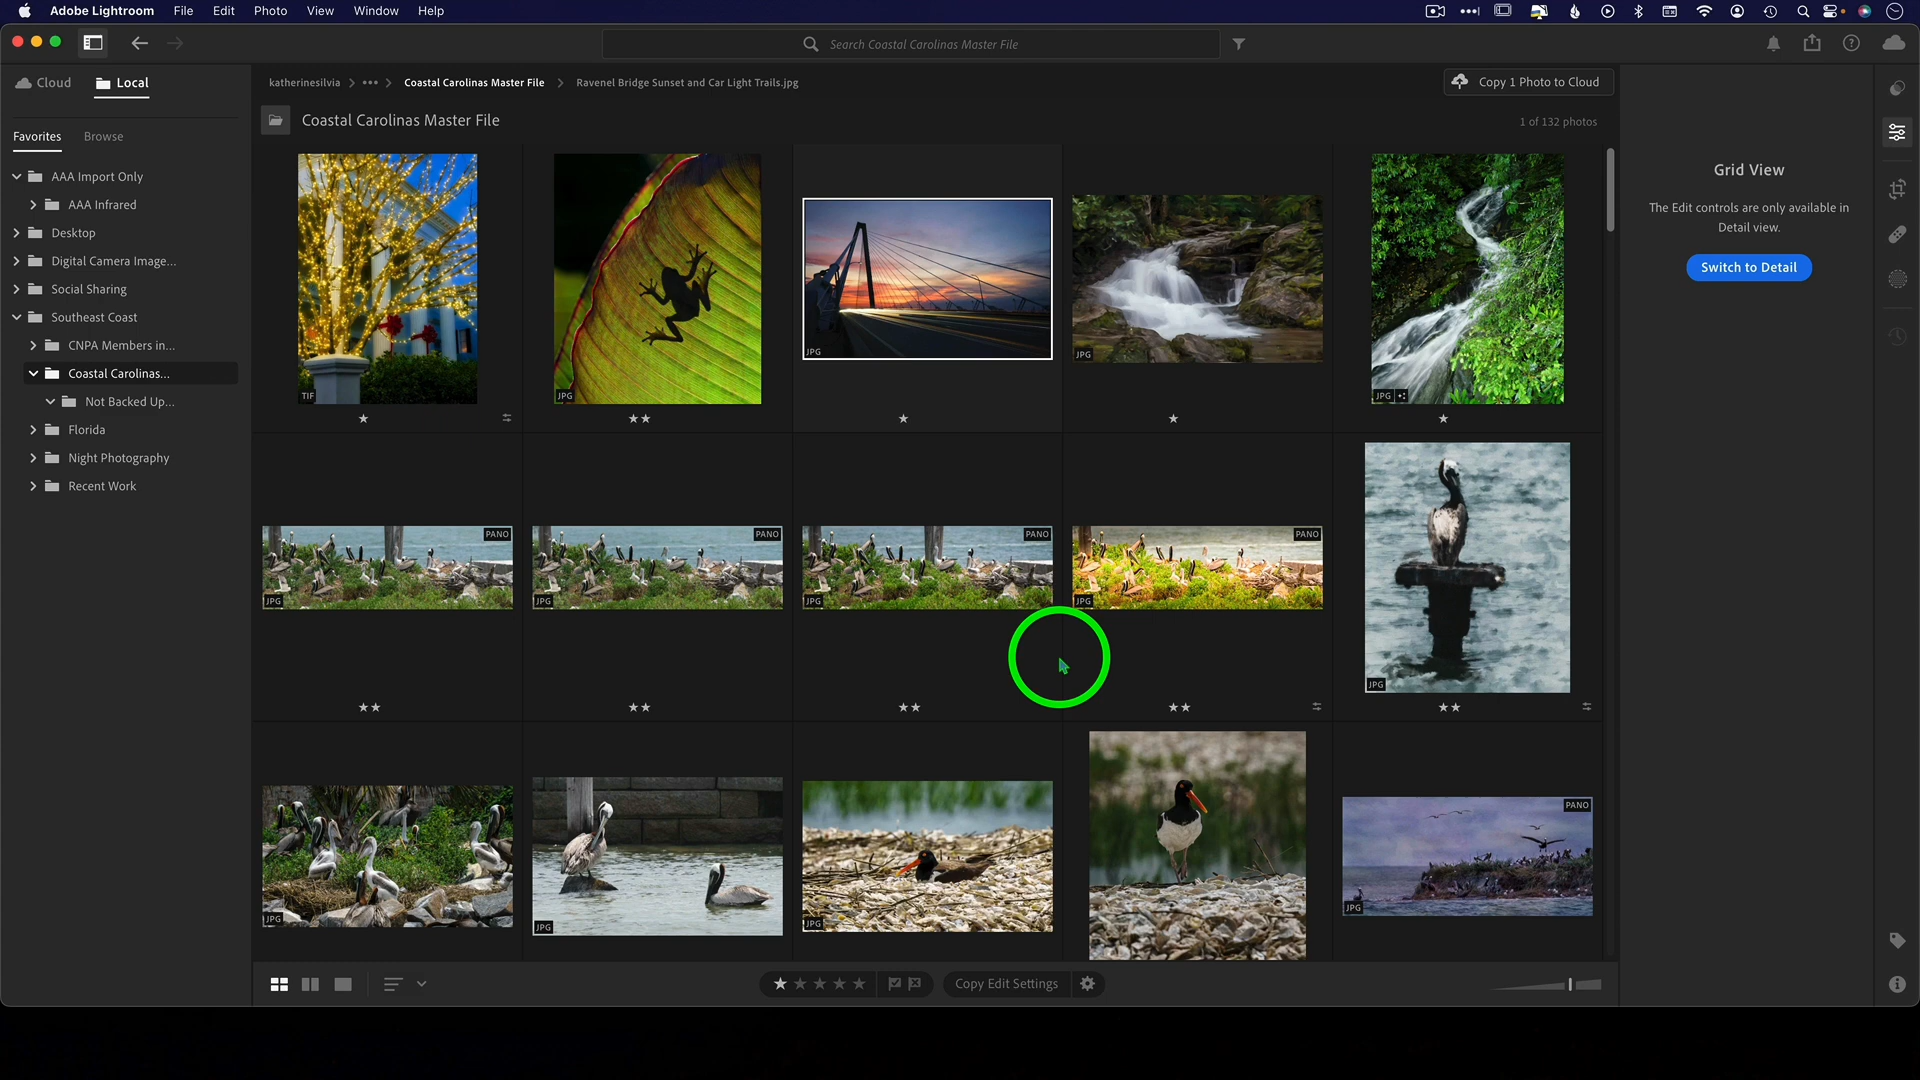 Adobe Lightroom File Edit Photo View Window Help
Search Coastal Carolinas Master File
Cloud Local
katherinesilvia > ••• > Coastal Carolinas Master File > Ravenel Bridge Sunset and Car Light Trails.jpg
Copy 1 Photo to Cloud
Coastal Carolinas Master File
1 of 132 photos
Favorites Browse
AAA Import Only
AAA Infrared
Desktop
Digital Camera Image...
Social Sharing
Southeast Coast
CNPA Members in...
Coastal Carolinas...
Not Backed Up...
Florida
Night Photography
Recent Work
TIF
JPG
JPG
JPG
JPG
PANO
JPG
PANO
JPG
PANO
JPG
PANO
JPG
JPG
JPG
JPG
JPG
PANO
JPG
Grid View
The Edit controls are only available in
Detail view.
Switch to Detail
Copy Edit Settings